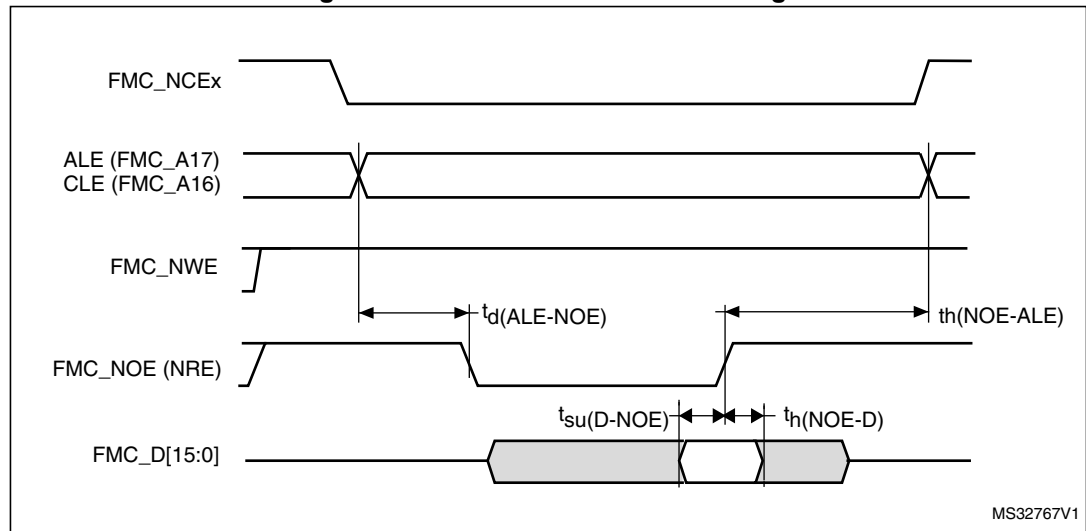 FMC_NCEx
ALE (FMC_A17)
CLE (FMC_A16)
FMC_NWE
td(ALE-NOE)
th(NOE-ALE)
FMC_NOE (NRE)
tsu(D-NOE)
th(NOE-D)
FMC_D[15:0]
MS32767V1